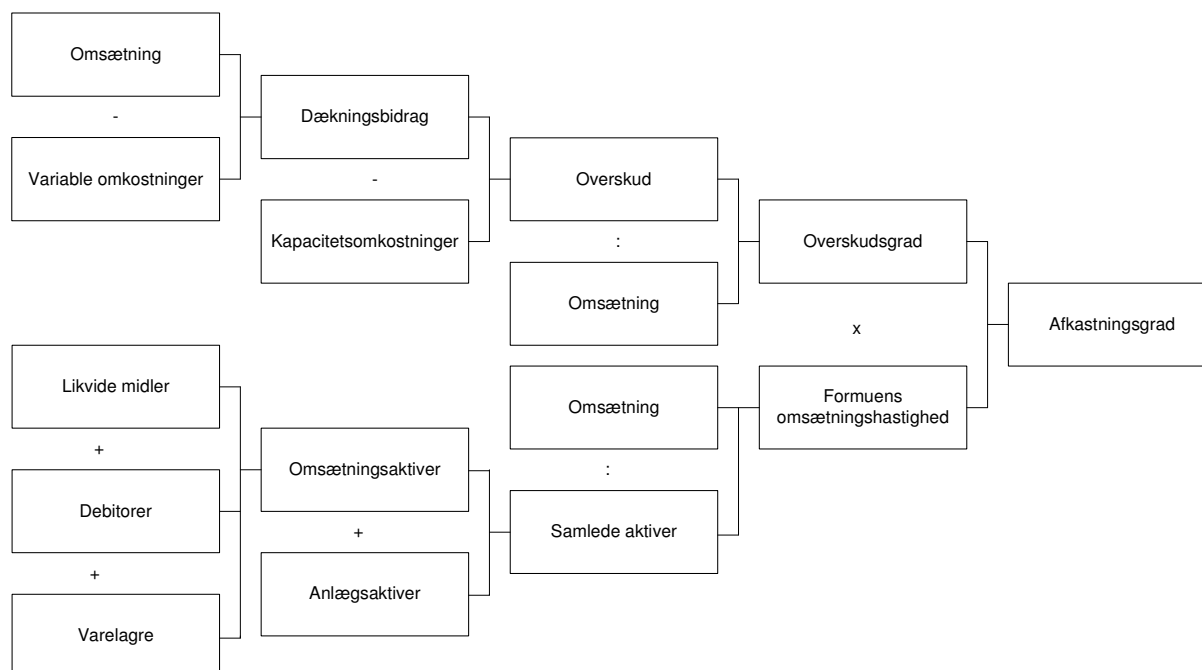 Omsætning
-
Variable omkostninger
Dækningsbidrag
-
Kapacitetsomkostninger
Overskud
:
Omsætning
Overskudsgrad
x
Afkastningsgrad
Likvide midler
+
Debitorer
+
Varelagre
Omsætningsaktiver
+
Anlægsaktiver
Omsætning
:
Samlede aktiver
Formuens
omsætningshastighed